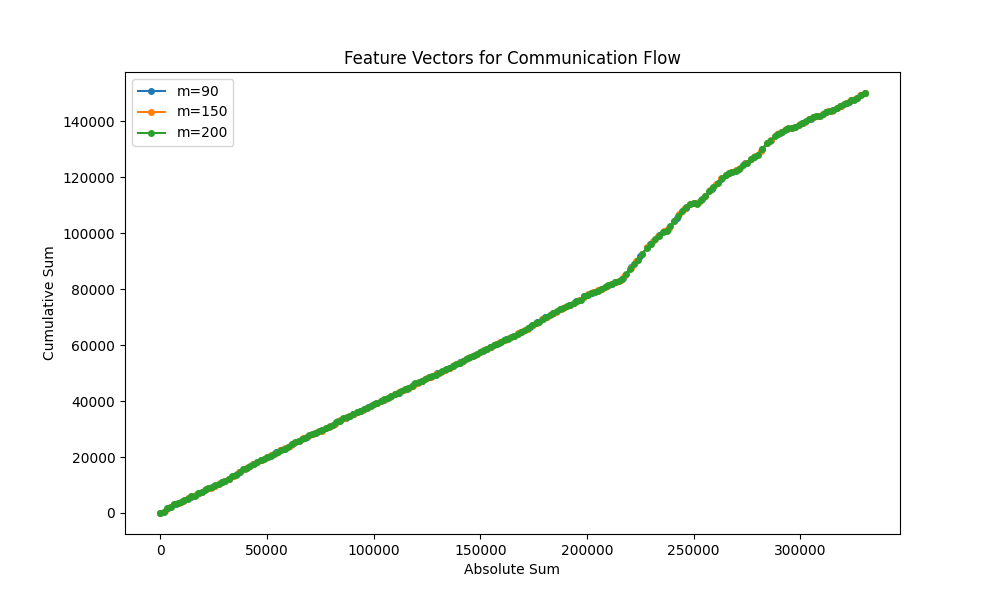 Feature Vectors for Communication Flow
m=90
m=150
m=200
Cumulative Sum
140000
120000
100000
80000
60000
40000
20000
0
0 50000 100000 150000 200000 250000 300000
Absolute Sum